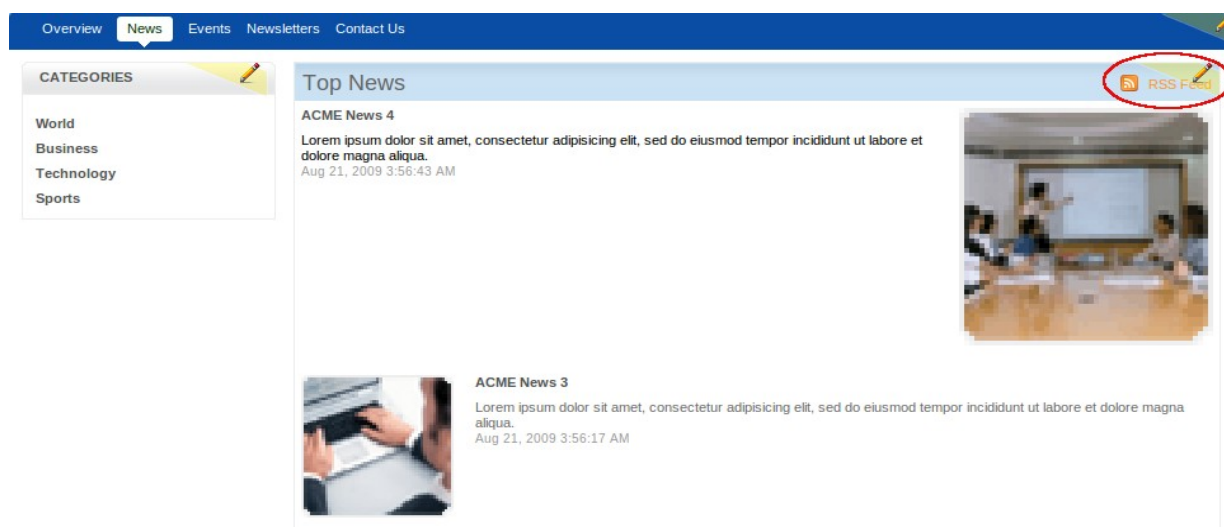 Overview News Events Newsletters Contact Us
CATEGORIES
World
Business
Technology
Sports
Top News
RSS Feed
ACME News 4
Lorem ipsum dolor sit amet, consectetur adipisicing elit, sed do eiusmod tempor incididunt ut labore et
dolore magna aliqua.
Aug 21, 2009 3:56:43 AM
ACME News 3
Lorem ipsum dolor sit amet, consectetur adipisicing elit, sed do eiusmod tempor incididunt ut labore et dolore magna
aliqua.
Aug 21, 2009 3:56:17 AM